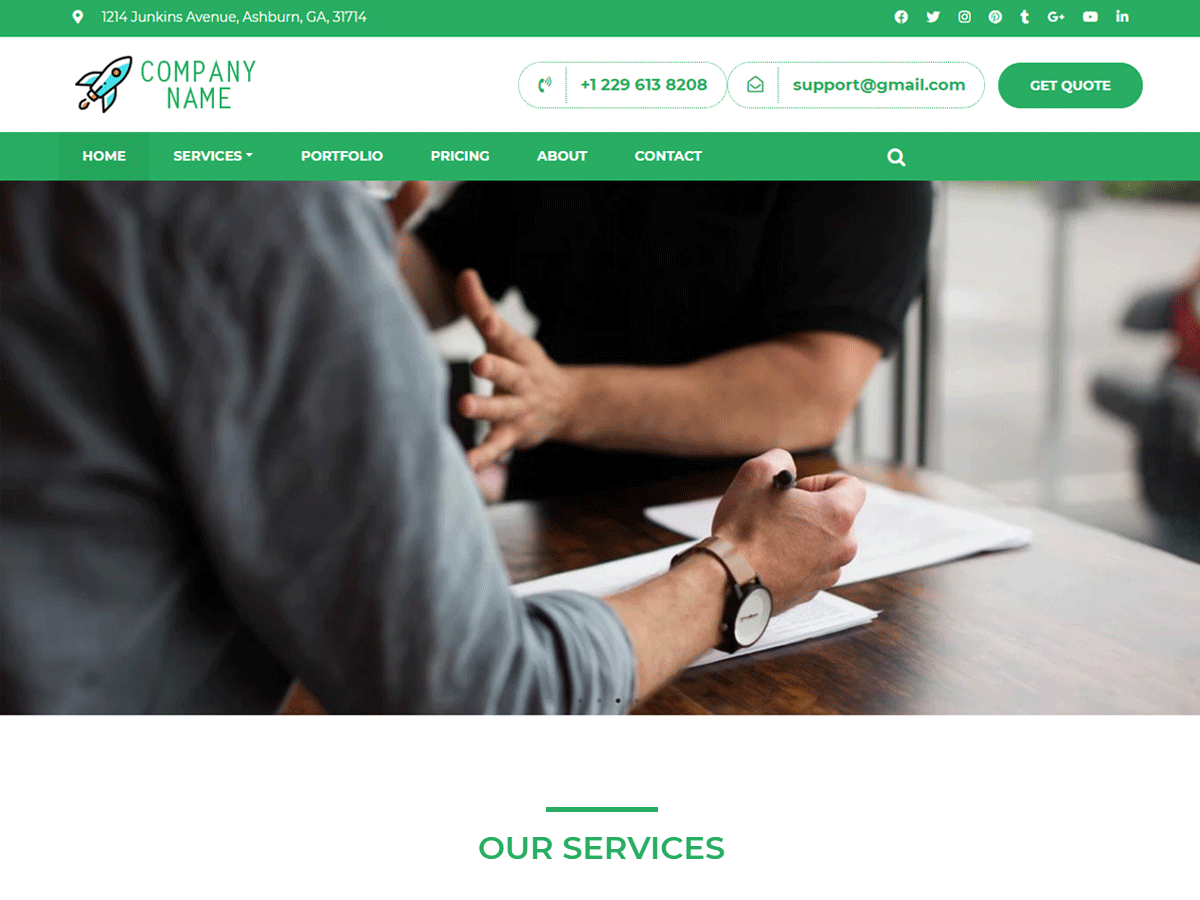 1214 Junkins Avenue, Ashburn, GA, 31714
COMPANY
NAME
+1 229 613 8208
support@gmail.com
GET QUOTE
HOME
SERVICES
PORTFOLIO
PRICING
ABOUT
CONTACT
OUR SERVICES